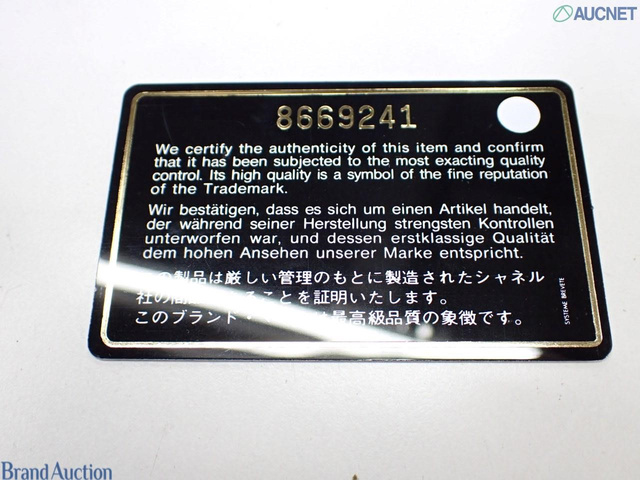 AUCNET
8669241
We certify the authenticity of this item and confirm
that it has been subjected to the most exacting quality
control. Its high quality is a symbol of the fine reputation
of the Trademark.
Wir bestätigen, dass es sich um einen Artikel handelt,
der während seiner Herstellung strengsten Kontrollen
unterworfen war, und dessen erstklassige Qualität
dem hohen Ansehen unserer Marke entspricht.
の製品は厳しい管理のもとに製造されたシャネル
社の ることを証明いたします。
このブランド・ は最高級品質の象徴です。
SYSTEME BREVETE
Brand Auction